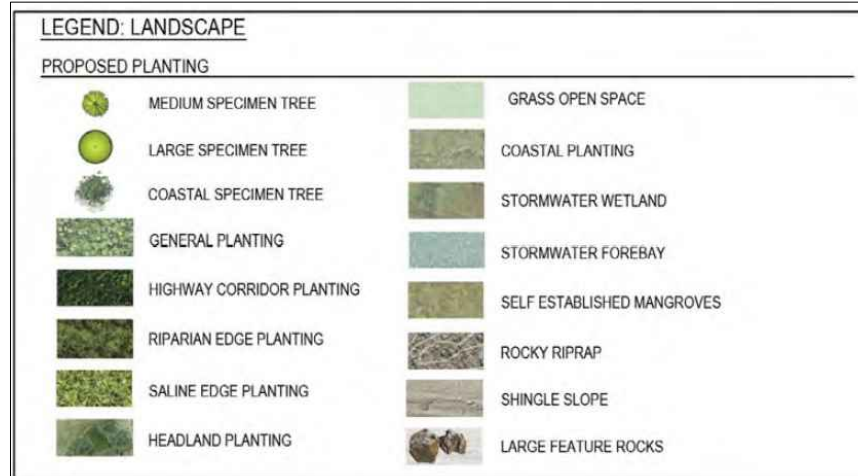 LEGEND: LANDSCAPE
PROPOSED PLANTING
MEDIUM SPECIMEN TREE
LARGE SPECIMEN TREE
COASTAL SPECIMEN TREE
GENERAL PLANTING
HIGHWAY CORRIDOR PLANTING
RIPARIAN EDGE PLANTING
SALINE EDGE PLANTING
HEADLAND PLANTING
GRASS OPEN SPACE
COASTAL PLANTING
STORMWATER WETLAND
STORMWATER FOREBAY
SELF ESTABLISHED MANGROVES
ROCKY RIPRAP
SHINGLE SLOPE
LARGE FEATURE ROCKS